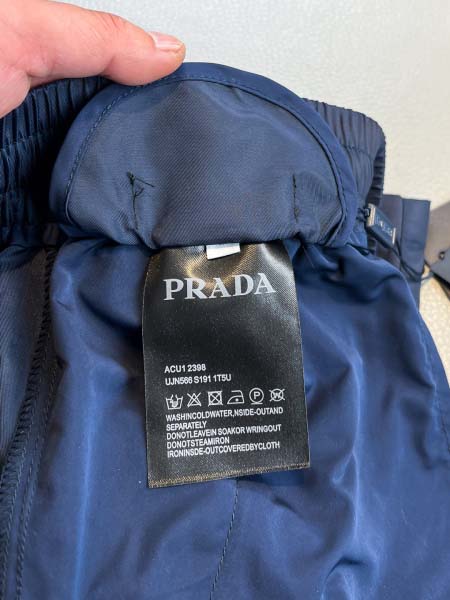 PRADA
ACU1 2398
UJN566 S191 1T5U
WASHINCOLDWATER,NSIDE-OUTAND
SEPARATELY
DONOTLEAVEIN SOAKOR WRINGOUT
DONOTSTEAMIRON
IRONINSIDE-OUTCOVEREDBYCLOTH